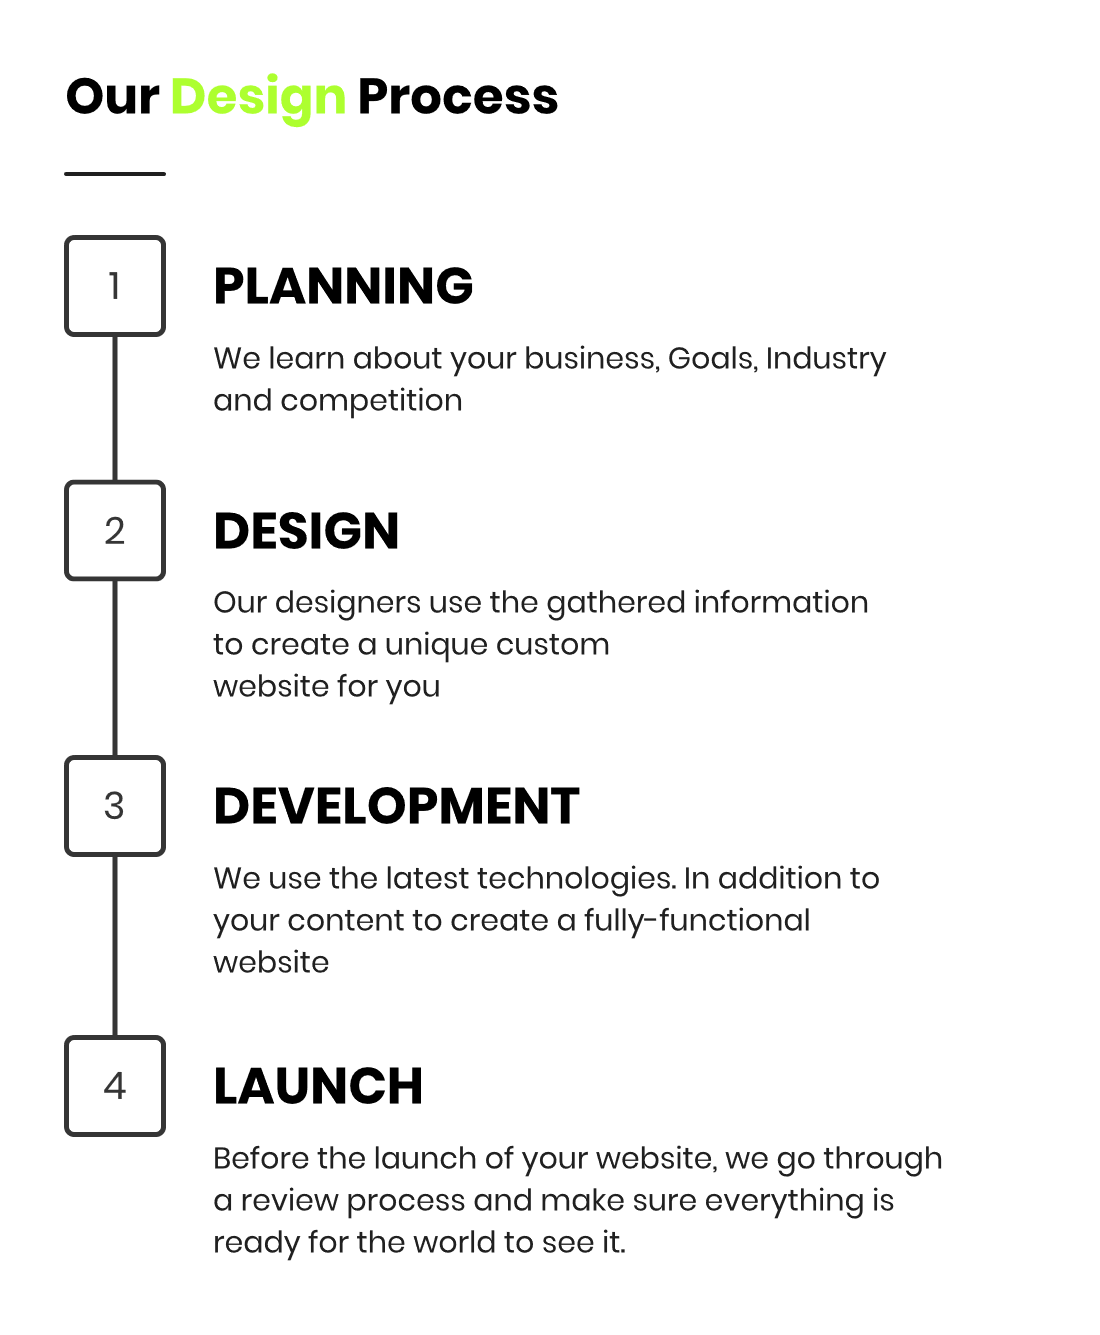 Our Design Process
1
PLANNING
We learn about your business, Goals, Industry
and competition
2
DESIGN
Our designers use the gathered information
to create a unique custom
website for you
3
DEVELOPMENT
We use the latest technologies. In addition to
your content to create a fully-functional
website
4
LAUNCH
Before the launch of your website, we go through
a review process and make sure everything is
ready for the world to see it.